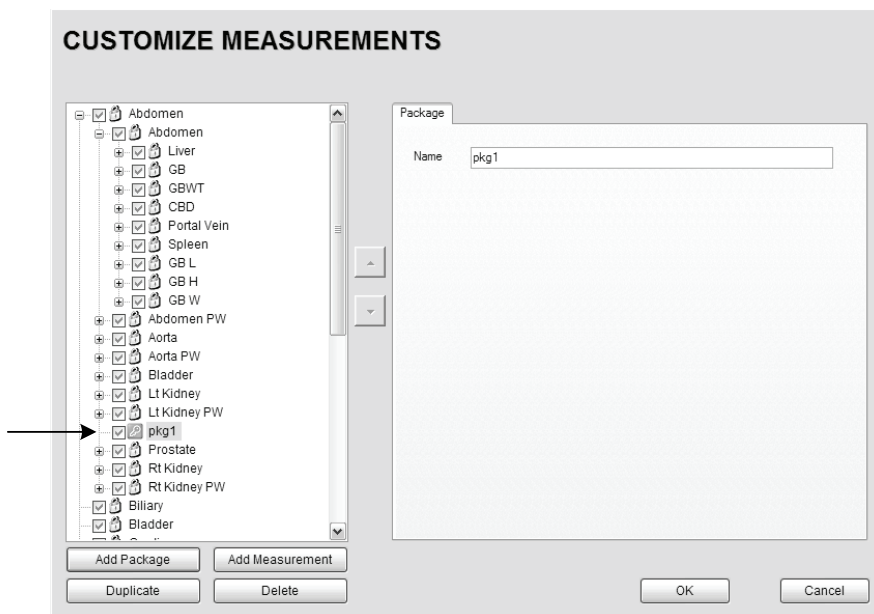 CUSTOMIZE MEASUREMENTS
Abdomen
Abdomen
Liver
GB
GBWT
CBD
Portal Vein
Spleen
GB L
GB H
GB W
Abdomen PW
Aorta
Aorta PW
Bladder
Lt Kidney
Lt Kidney PW
pkg1
Prostate
Rt Kidney
Rt Kidney PW
Biliary
Bladder
Package
Name pkg1
Add Package Add Measurement
Duplicate Delete
OK Cancel